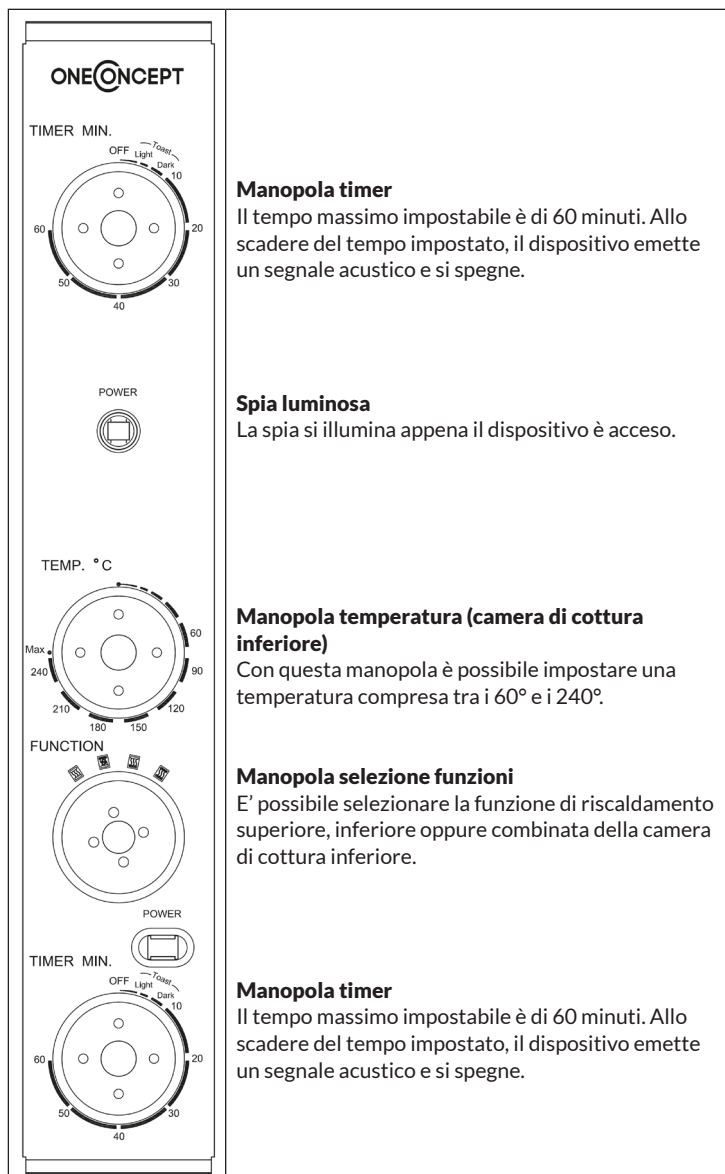 ONECONCEPT
TIMER MIN.
OFF Light Toast Dark
10
20
30
40
50
60
Manopola timer
Il tempo massimo impostabile è di 60 minuti. Allo
scadere del tempo impostato, il dispositivo emette
un segnale acustico e si spegne.
POWER
Spia luminosa
La spia si illumina appena il dispositivo è acceso.
TEMP. °C
60
90
120
150
180
210
240
Max
Manopola temperatura (camera di cottura
inferiore)
Con questa manopola è possibile impostare una
temperatura compresa tra i 60° e i 240°.
FUNCTION
Manopola selezione funzioni
E’ possibile selezionare la funzione di riscaldamento
superiore, inferiore oppure combinata della camera
di cottura inferiore.
POWER
TIMER MIN.
OFF Light Toast Dark
10
20
30
40
50
60
Manopola timer
Il tempo massimo impostabile è di 60 minuti. Allo
scadere del tempo impostato, il dispositivo emette
un segnale acustico e si spegne.